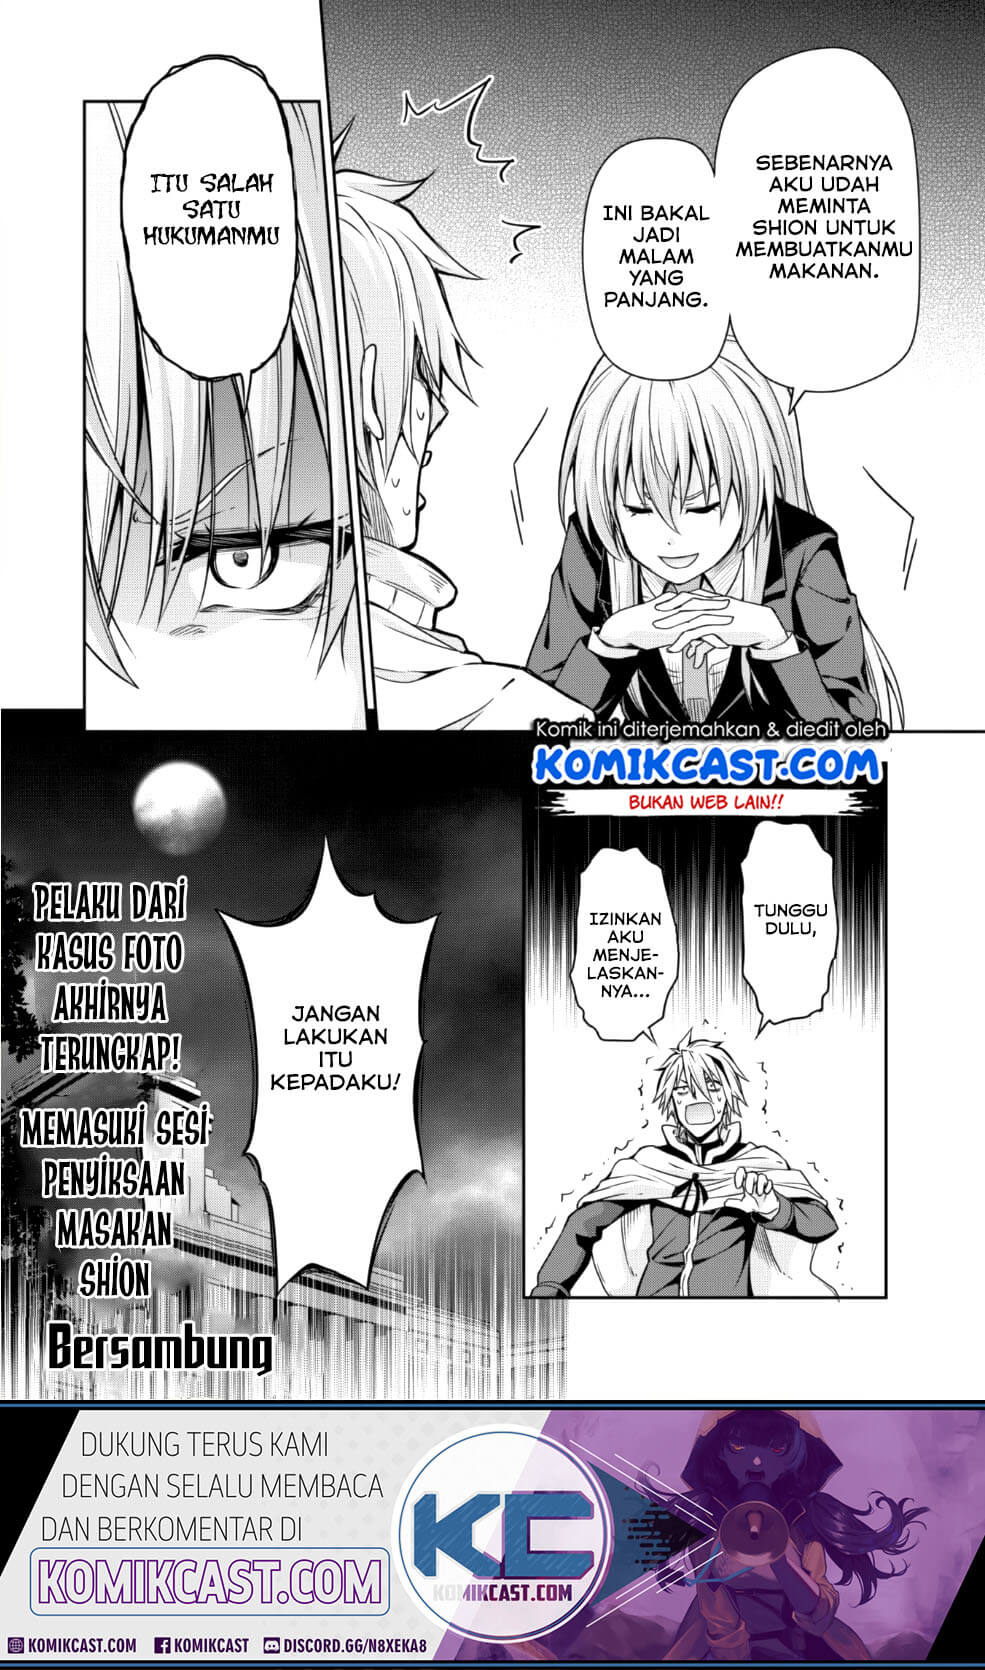 SEBENARNYA
AKU UDAH
MEMINTA
SHION UNTUK
MEMBUATKANMU
MAKANAN.
INI BAKAL
JADI
MALAM
YANG
PANJANG.
ITU SALAH
SATU
HUKUMANMU
Komik ini diterjemahkan & diedit oleh
KOMIKCAST.COM
BUKAN WEB LAIN!!
TUNGGU
DULU,
IZINKAN
AKU
MENJE-
LASKAN-
NYA...
JANGAN
LAKUKAN
ITU
KEPADAKU!
PELAKU DARI
KASUS FOTO
AKHIRNYA
TERUNGKAP!
MEMASUKI SESI
PENYIKSAAN
MASAKAN
SHION
Bersambung
DUKUNG TERUS KAMI
DENGAN SELALU MEMBACA
DAN BERKOMENTAR DI
KOMIKCAST.COM
KC
KOMIKCAST.COM
KOMIKCAST.COM
KOMIKCAST
DISCORD.GG/N8XEKA8